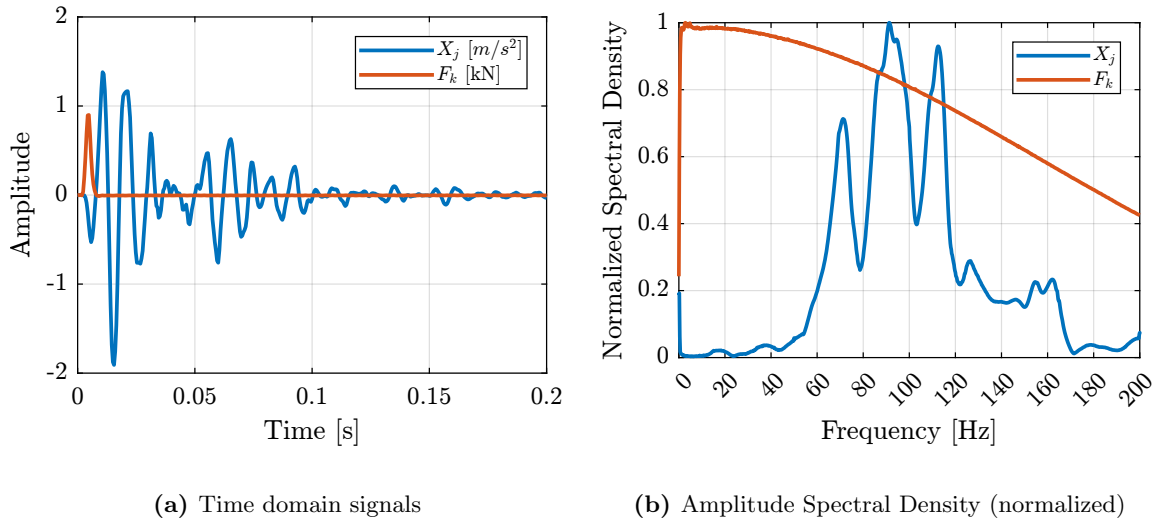 2
1
0
-1
-2
Amplitude
0
0.05
0.1
0.15
0.2
Time [s]
X_j [m/s²]
F_k [kN]
(a) Time domain signals
1
0.8
0.6
0.4
0.2
0
Normalized Spectral Density
0
20
40
60
80
100
120
140
160
180
200
Frequency [Hz]
X_j
F_k
(b) Amplitude Spectral Density (normalized)